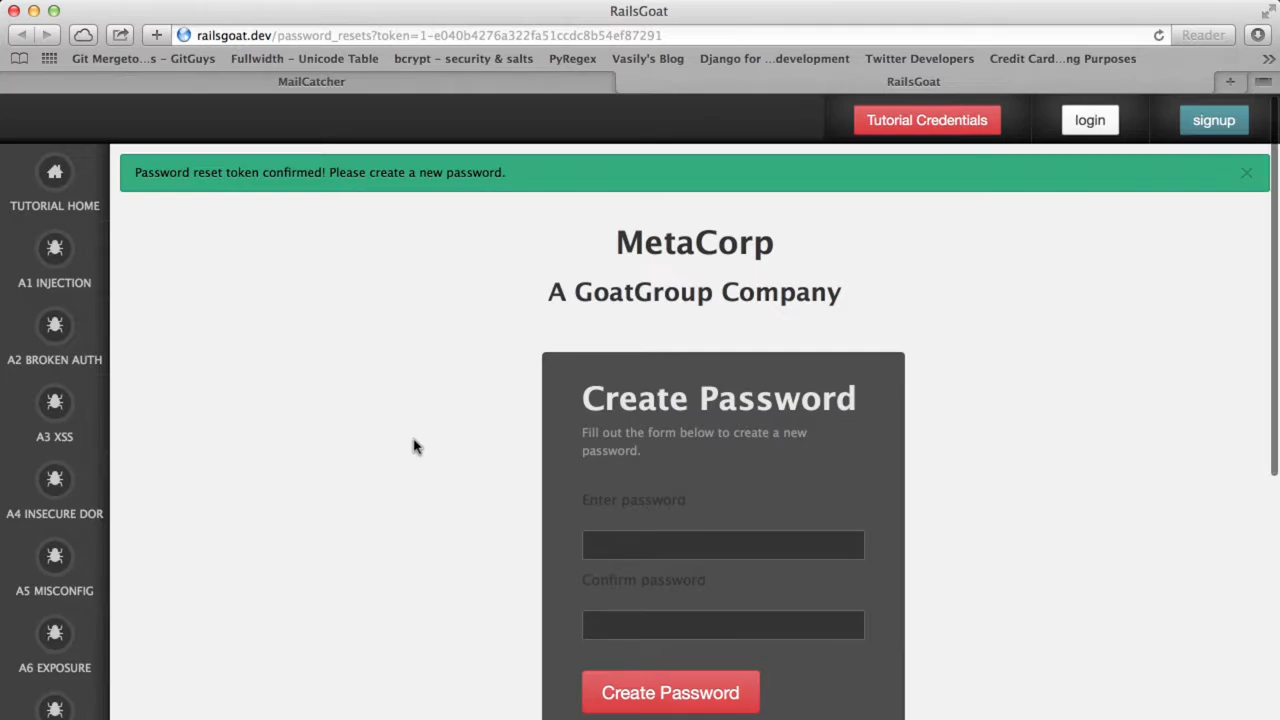 RailsGoat
railsgoat.dev/password_resets?token=1-e040b4276a322fa51ccdc8b54ef87291
Reader
Git Mergeto...s – GitGuys
Fullwidth – Unicode Table
bcrypt – security & salts
PyRegex
Vasily's Blog
Django for ...development
Twitter Developers
Credit Card...ng Purposes
MailCatcher
RailsGoat
Tutorial Credentials
login
signup
Password reset token confirmed! Please create a new password.
TUTORIAL HOME
A1 INJECTION
A2 BROKEN AUTH
A3 XSS
A4 INSECURE DOR
A5 MISCONFIG
A6 EXPOSURE
MetaCorp
A GoatGroup Company
Create Password
Fill out the form below to create a new
password.
Enter password
Confirm password
Create Password